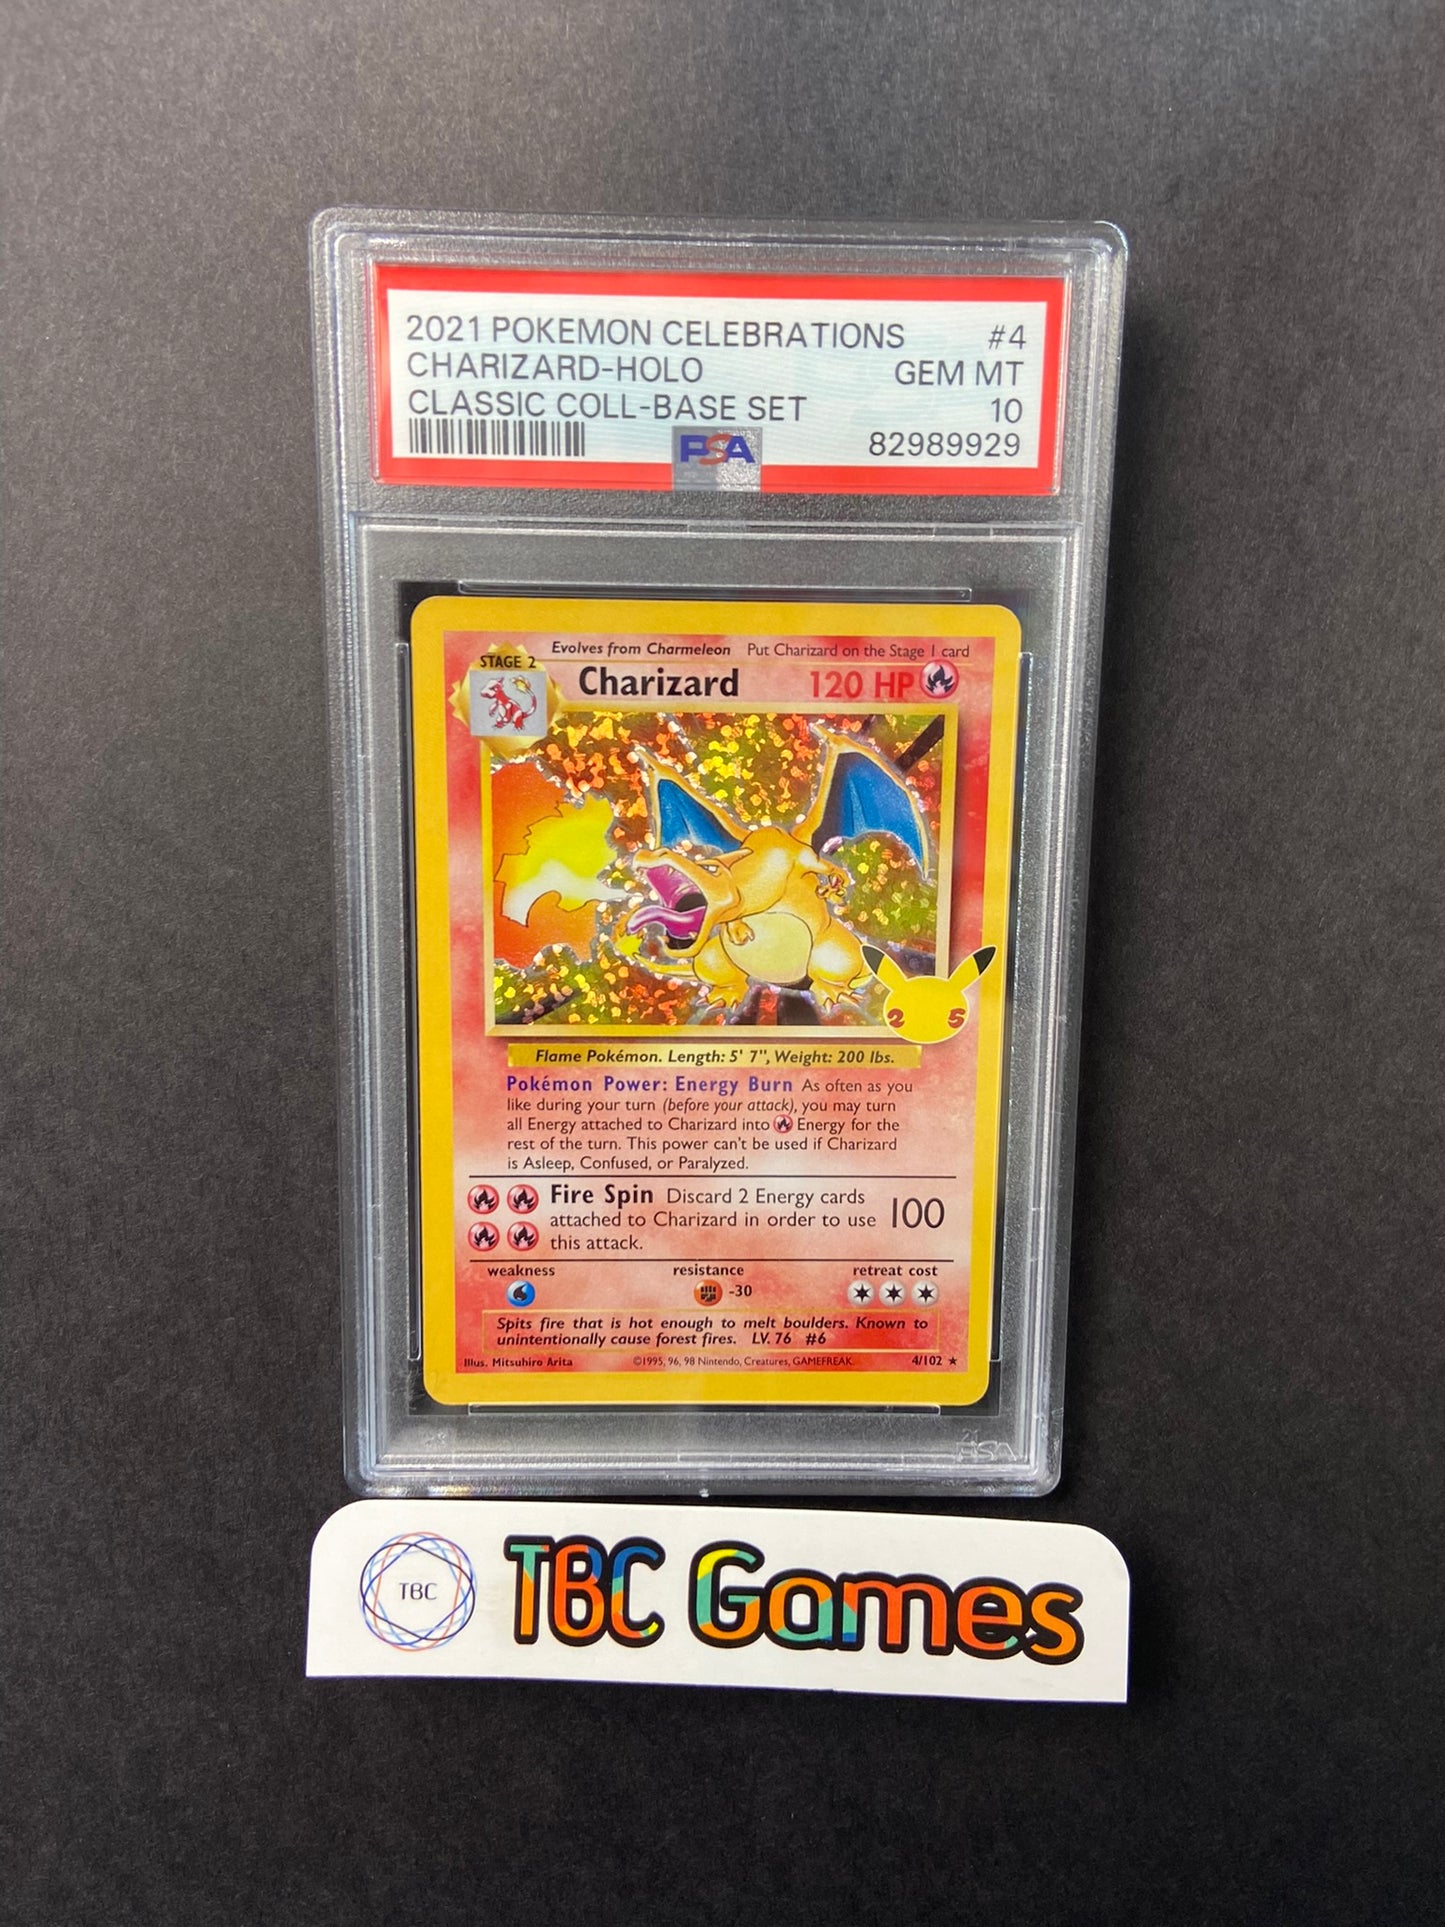 2021 POKEMON CELEBRATIONS #4
CHARIZARD-HOLO GEM MT
CLASSIC COLL-BASE SET 10
PSA 82989929
Evolves from Charmeleon Put Charizard on the Stage 1 card
STAGE 2
Charizard 120 HP
25
Flame Pokémon. Length: 5' 7", Weight: 200 lbs.
Pokémon Power: Energy Burn As often as you
like during your turn (before your attack), you may turn
all Energy attached to Charizard into Energy for the
rest of the turn. This power can't be used if Charizard
is Asleep, Confused, or Paralyzed.
Fire Spin Discard 2 Energy cards
attached to Charizard in order to use 100
this attack.
weakness resistance retreat cost
-30
Spits fire that is hot enough to melt boulders. Known to
unintentionally cause forest fires. LV. 76 #6
Illus. Mitsuhiro Arita ©1995, 96, 98 Nintendo, Creatures, GAMEFREAK. 4/102 ★
21
PSA
TBC TBC Games